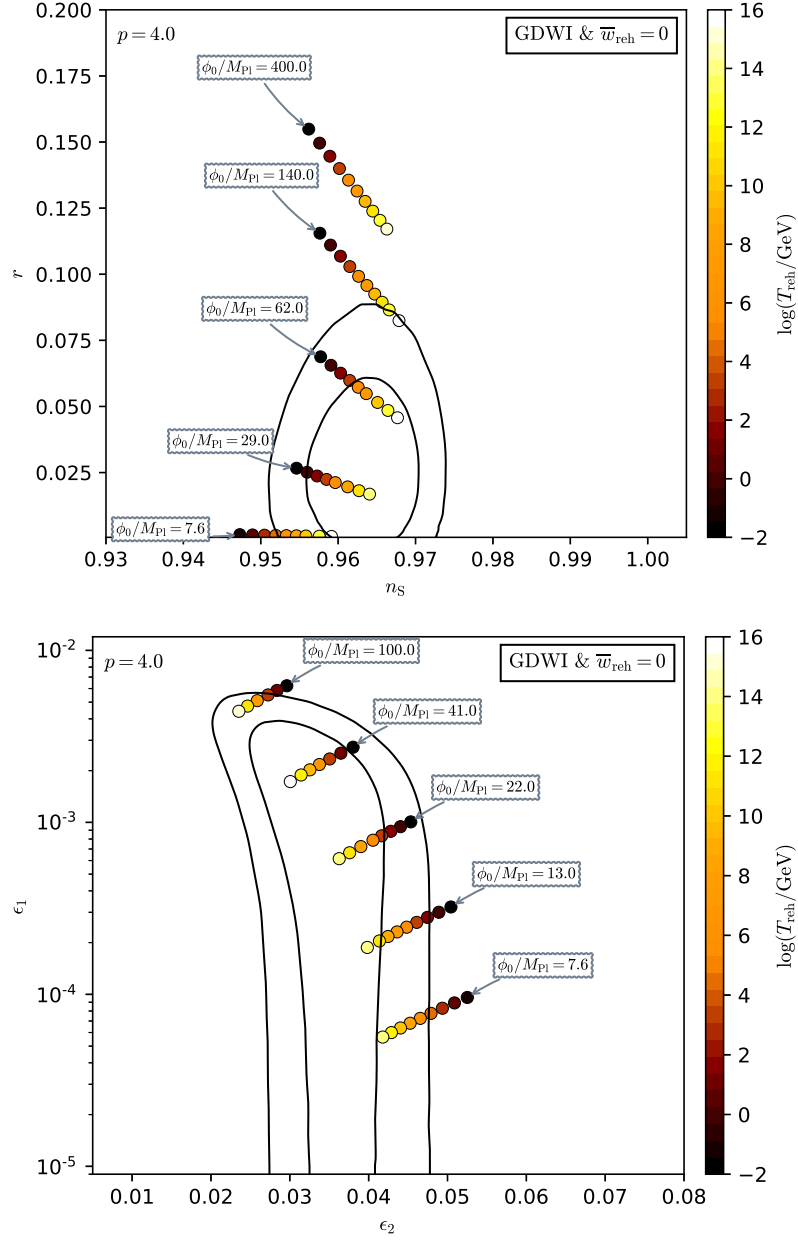 p = 4.0
GDWI & w̅reh = 0
ϕ0/MPl = 400.0
ϕ0/MPl = 140.0
ϕ0/MPl = 62.0
ϕ0/MPl = 29.0
ϕ0/MPl = 7.6
0.200
0.175
0.150
0.125
0.100
0.075
0.050
0.025
r
0.93 0.94 0.95 0.96 0.97 0.98 0.99 1.00
nS
16
14
12
10
8
6
4
2
0
−2
log(Treh/GeV)
p = 4.0
GDWI & w̅reh = 0
ϕ0/MPl = 100.0
ϕ0/MPl = 41.0
ϕ0/MPl = 22.0
ϕ0/MPl = 13.0
ϕ0/MPl = 7.6
10-2
10-3
10-4
10-5
ϵ1
0.01 0.02 0.03 0.04 0.05 0.06 0.07 0.08
ϵ2
16
14
12
10
8
6
4
2
0
−2
log(Treh/GeV)